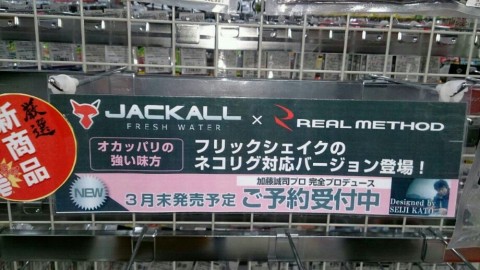 厳選
新商品
JACKALL × REAL METHOD
FRESH WATER
オカッパリの
強い味方
フリックシェイクの
ネコリグ対応バージョン登場！
加藤誠司プロ 完全プロデュース
NEW
3月末発売予定 ご予約受付中
Designed by
SEIJI KATO